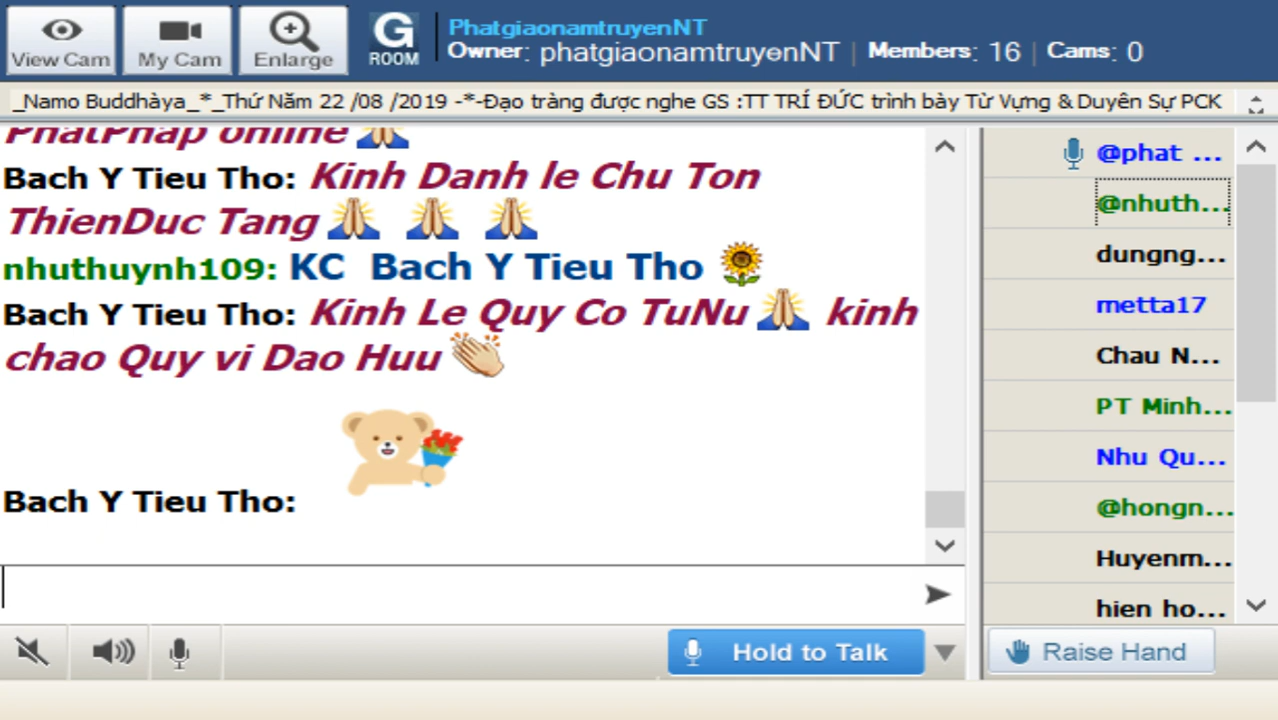 View Cam
My Cam
Enlarge
G
ROOM
PhatgiaonamtruyenNT
Owner: phatgiaonamtruyenNT | Members: 16 | Cams: 0
_Namo Buddhàya_*_Thứ Năm 22 /08 /2019 -*-Đạo tràng được nghe GS :TT TRÍ ĐỨC trình bày Từ Vựng & Duyên Sự PCK
PhatPhap online
Bach Y Tieu Tho: Kinh Danh le Chu Ton
ThienDuc Tang
nhuthuynh109: KC Bach Y Tieu Tho
Bach Y Tieu Tho: Kinh Le Quy Co TuNu kinh
chao Quy vi Dao Huu
Bach Y Tieu Tho:
@phat ...
@nhuth...
dungng...
metta17
Chau N...
PT Minh...
Nhu Qu...
@hongn...
Huyenm...
hien ho...
Hold to Talk
Raise Hand